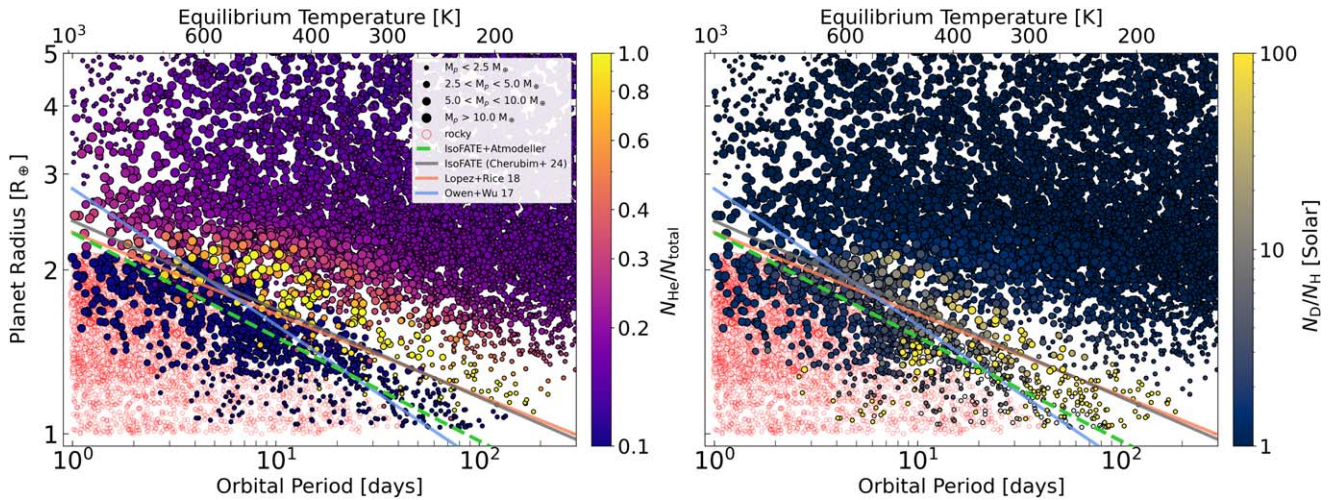 Equilibrium Temperature [K]
10³ 600 400 300 200
5
4
3
2
1
Planet Radius [R⊕]
10⁰ 10¹ 10²
Orbital Period [days]
Mₚ < 2.5 M⊕
2.5 < Mₚ < 5.0 M⊕
5.0 < Mₚ < 10.0 M⊕
Mₚ > 10.0 M⊕
rocky
IsoFATE+Atmodeller
IsoFATE (Cherubim+ 24)
Lopez+Rice 18
Owen+Wu 17
1.0
0.8
0.6
0.4
0.3
0.2
0.1
N_He/N_total
Equilibrium Temperature [K]
10³ 600 400 300 200
10⁰ 10¹ 10²
Orbital Period [days]
100
10
1
N_D/N_H [Solar]